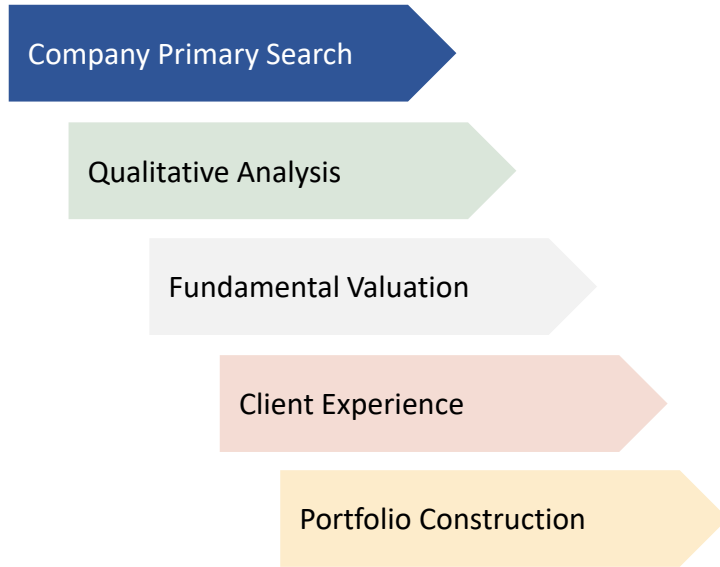 Company Primary Search
Qualitative Analysis
Fundamental Valuation
Client Experience
Portfolio Construction